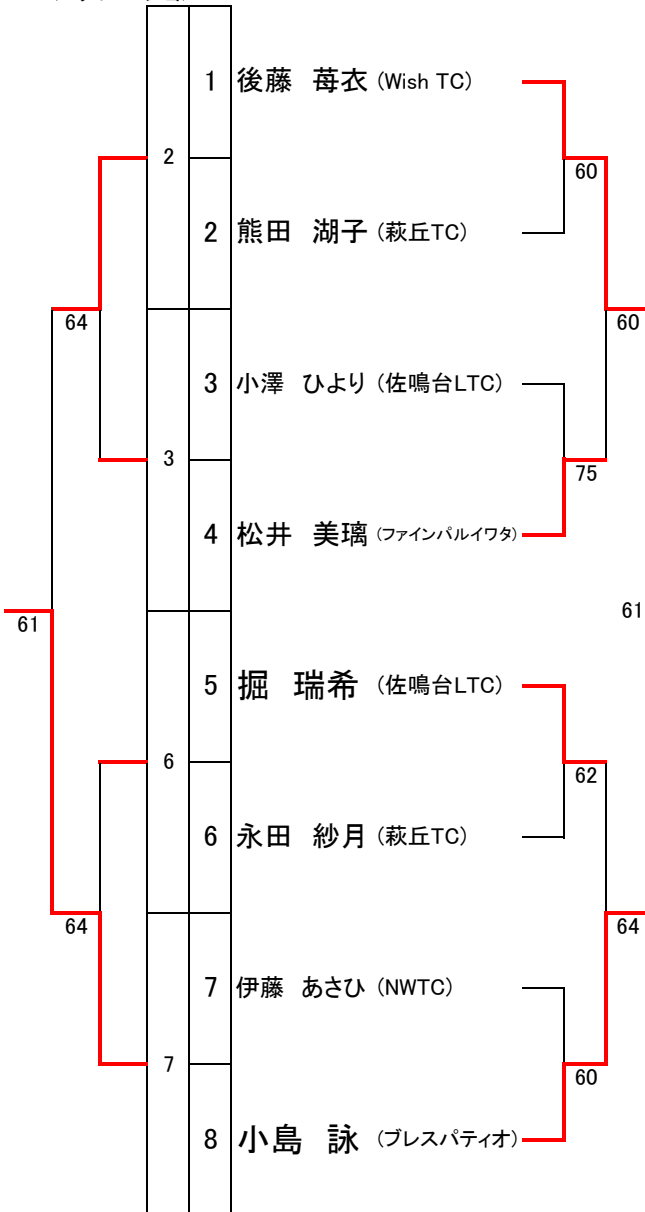 1 後藤 苺衣 (Wish TC)
2
60
2 熊田 湖子 (萩丘TC)
64
60
3 小澤 ひより (佐鳴台LTC)
3
75
4 松井 美璃 (ファインパルイワタ)
61
61
5 掘 瑞希 (佐鳴台LTC)
6
62
6 永田 紗月 (萩丘TC)
64
64
7 伊藤 あさひ (NWTC)
7
60
8 小島 詠 (ブレスパティオ)